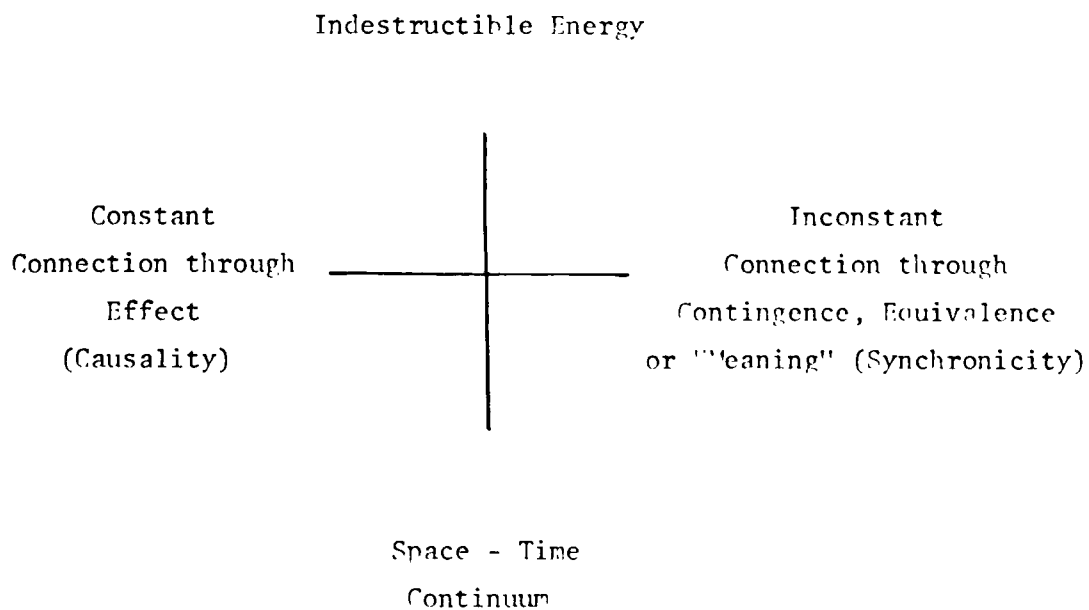 Indestructible Energy
Constant
Connection through
Effect
(Causality)
Inconstant
Connection through
Contingence, Equivalence
or "Meaning" (Synchronicity)
Space - Time
Continuum